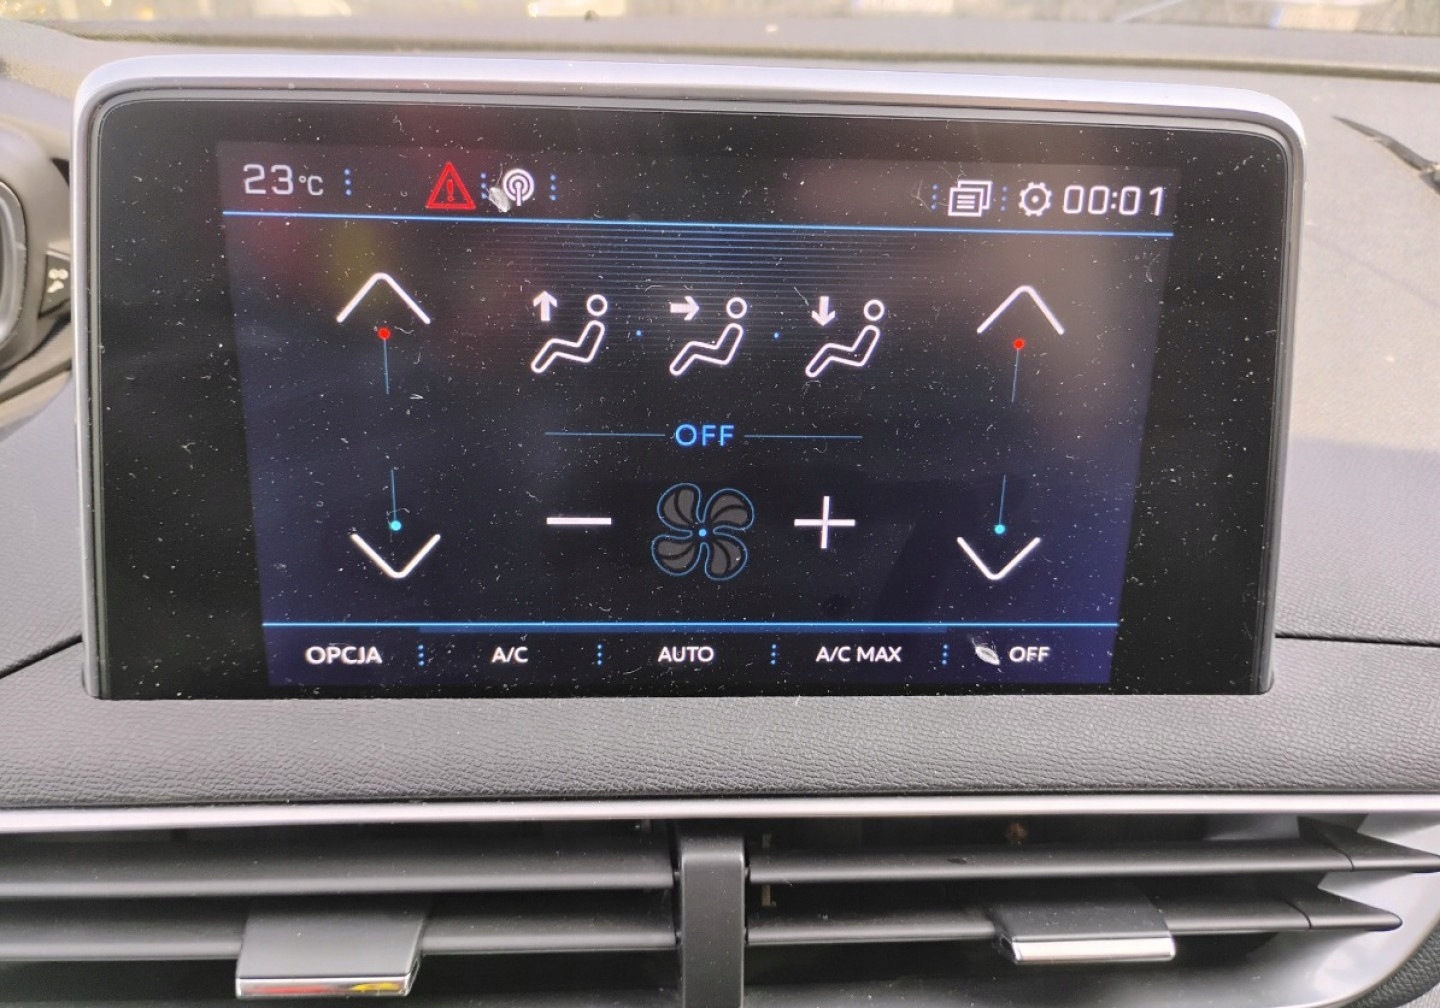 23°C 00:01
OFF
OPCJA A/C AUTO A/C MAX OFF